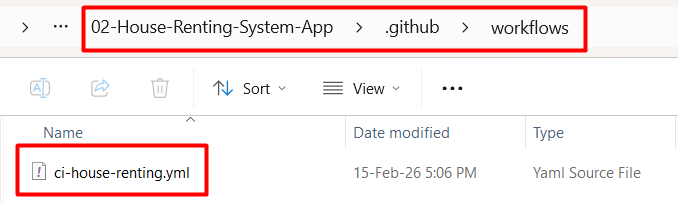 02-House-Renting-System-App > .github > workflows
Sort View
Name Date modified Type
ci-house-renting.yml 15-Feb-26 5:06 PM Yaml Source File